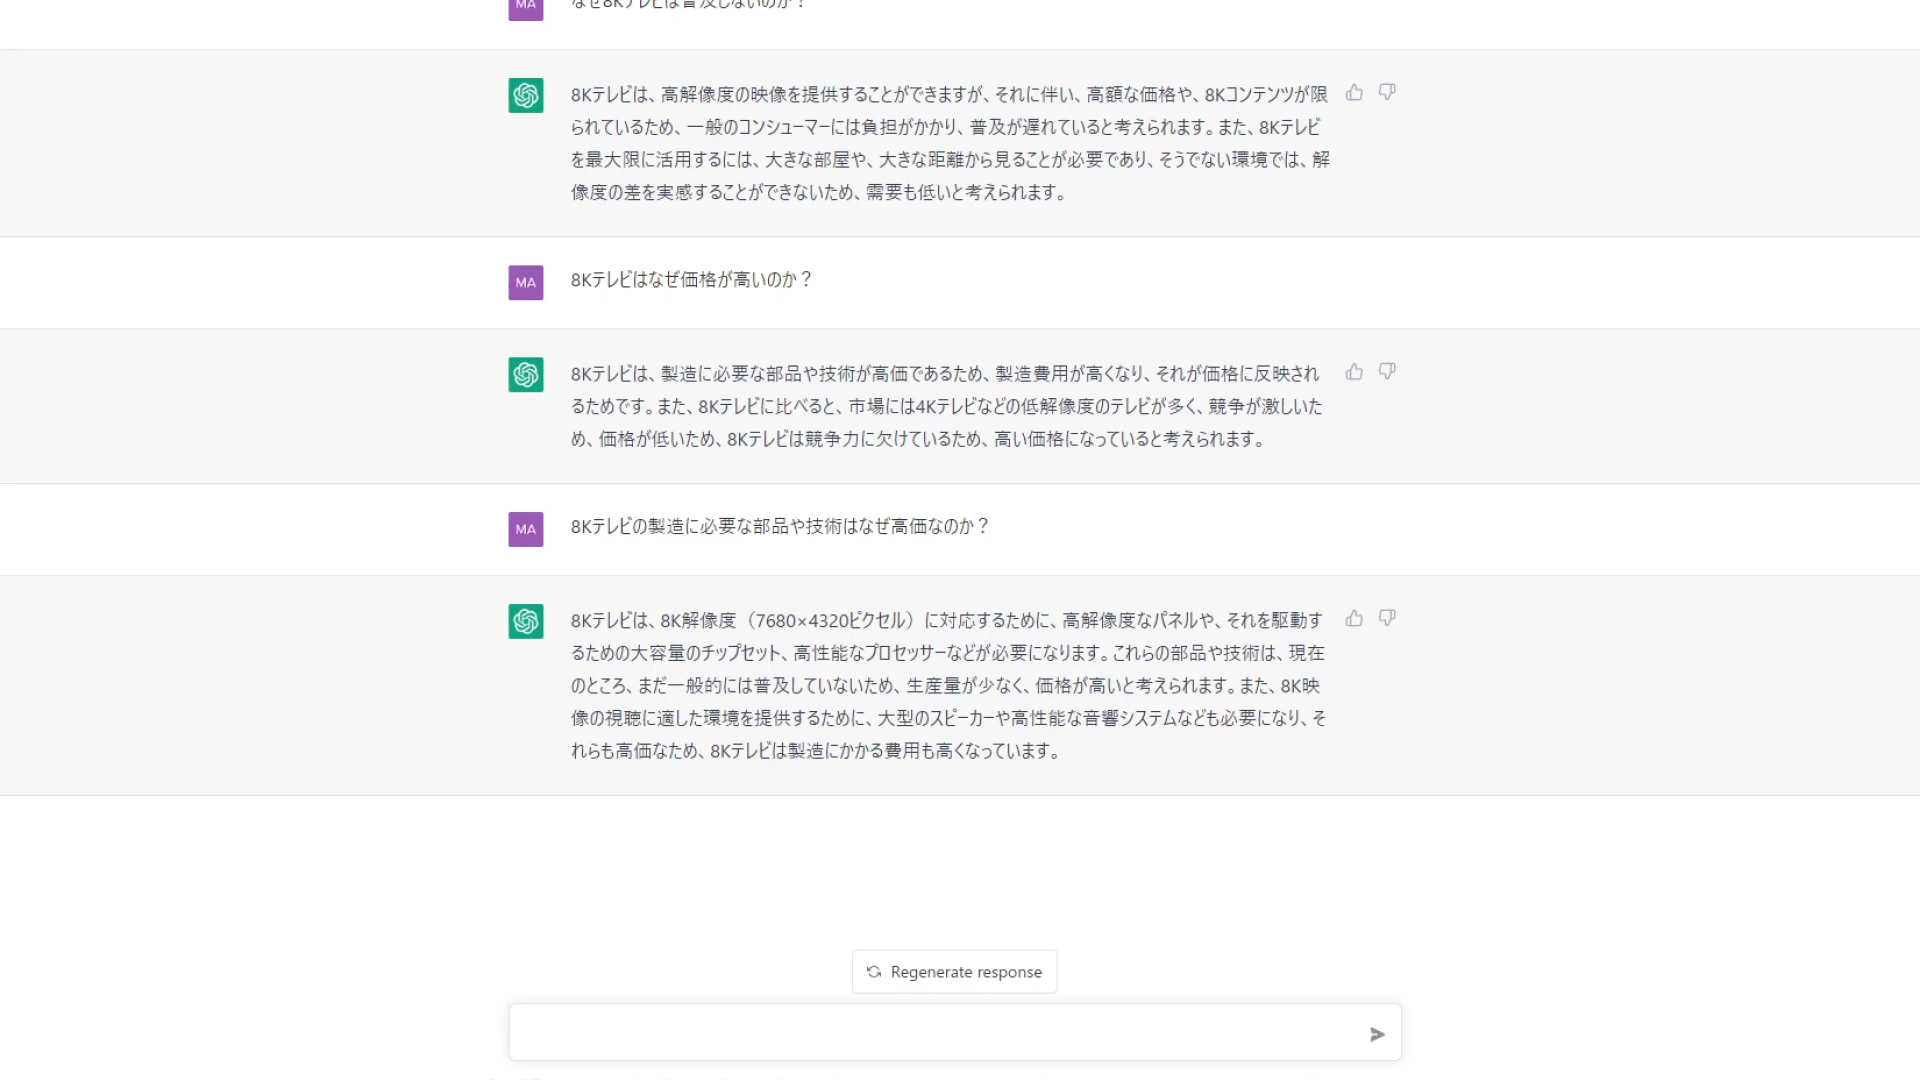 MA
なぜ8Kテレビは普及しないのか？
8Kテレビは、高解像度の映像を提供することができますが、それに伴い、高額な価格や、8Kコンテンツが限
られているため、一般のコンシューマーには負担がかかり、普及が遅れていると考えられます。また、8Kテレビ
を最大限に活用するには、大きな部屋や、大きな距離から見ることが必要であり、そうでない環境では、解
像度の差を実感することができないため、需要も低いと考えられます。
MA
8Kテレビはなぜ価格が高いのか？
8Kテレビは、製造に必要な部品や技術が高価であるため、製造費用が高くなり、それが価格に反映され
るためです。また、8Kテレビに比べると、市場には4Kテレビなどの低解像度のテレビが多く、競争が激しいた
め、価格が低いため、8Kテレビは競争力に欠けているため、高い価格になっていると考えられます。
MA
8Kテレビの製造に必要な部品や技術はなぜ高価なのか？
8Kテレビは、8K解像度（7680×4320ピクセル）に対応するために、高解像度なパネルや、それを駆動す
るための大容量のチップセット、高性能なプロセッサーなどが必要になります。これらの部品や技術は、現在
のところ、まだ一般的には普及していないため、生産量が少なく、価格が高いと考えられます。また、8K映
像の視聴に適した環境を提供するために、大型のスピーカーや高性能な音響システムなども必要になり、そ
れらも高価なため、8Kテレビは製造にかかる費用も高くなっています。
Regenerate response